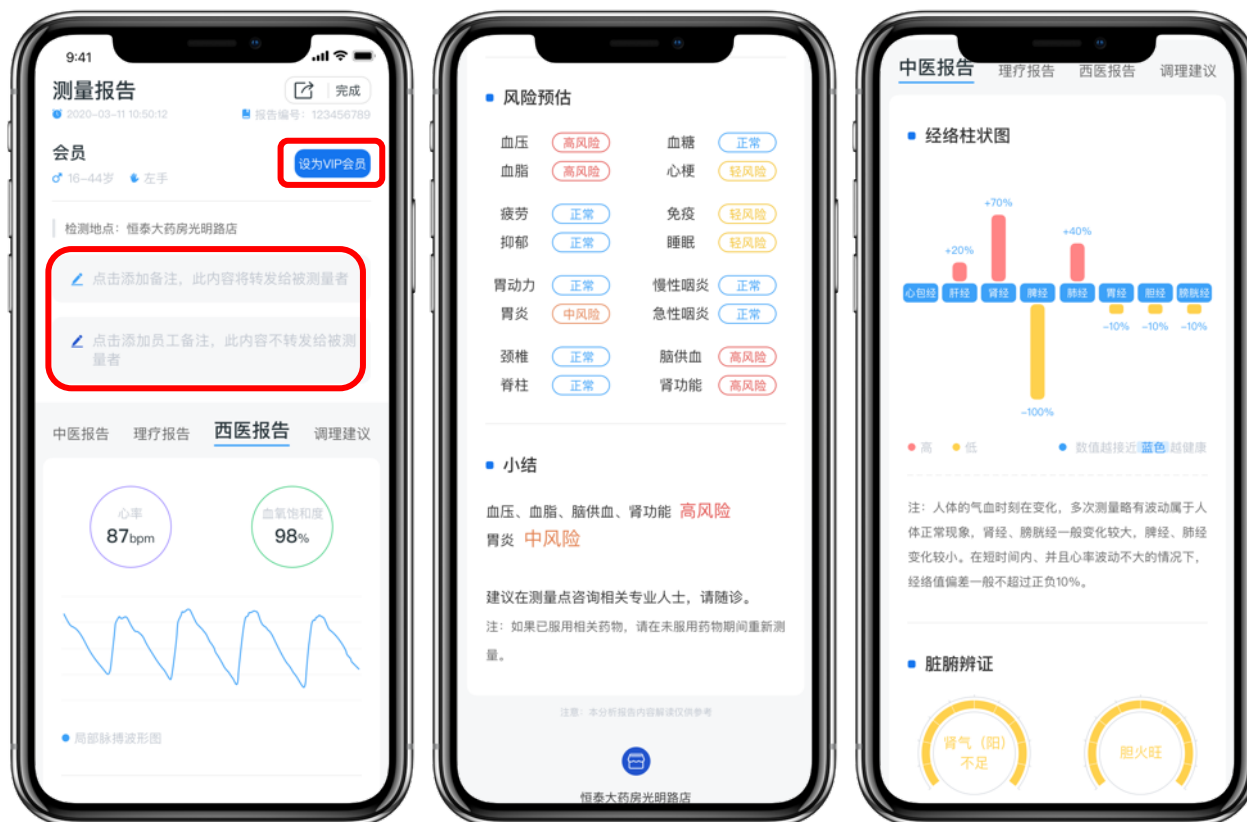 9:41
测量报告
完成
2020-03-11 10:50:12
报告编号：123456789
会员
设为VIP会员
16-44岁 左手
检测地点：恒泰大药房光明路店
点击添加备注，此内容将转发给被测量者
点击添加员工备注，此内容不转发给被测
量者
中医报告 理疗报告 西医报告 调理建议
心率
87bpm
血氧饱和度
98%
局部脉搏波形图
风险预估
血压 高风险 血糖 正常
血脂 高风险 心梗 轻风险
疲劳 正常 免疫 轻风险
抑郁 正常 睡眠 轻风险
胃动力 正常 慢性咽炎 正常
胃炎 中风险 急性咽炎 正常
颈椎 正常 脑供血 高风险
脊柱 正常 肾功能 高风险
小结
血压、血脂、脑供血、肾功能 高风险
胃炎 中风险
建议在测量点咨询相关专业人士，请随诊。
注：如果已服用相关药物，请在未服用药物期间重新测
量。
注意：本分析报告内容解读仅供参考
恒泰大药房光明路店
中医报告 理疗报告 西医报告 调理建议
经络柱状图
+70%
+40%
+20%
心包经 肝经 肾经 脾经 肺经 胃经 胆经 膀胱经
-10% -10% -10%
-100%
高 低 数值越接近蓝色越健康
注：人体的气血时刻在变化，多次测量略有波动属于人
体正常现象，肾经、膀胱经一般变化较大，脾经、肺经
变化较小。在短时间内、并且心率波动不大的情况下，
经络值偏差一般不超过正负10%。
脏腑辨证
肾气（阳）
不足
胆火旺